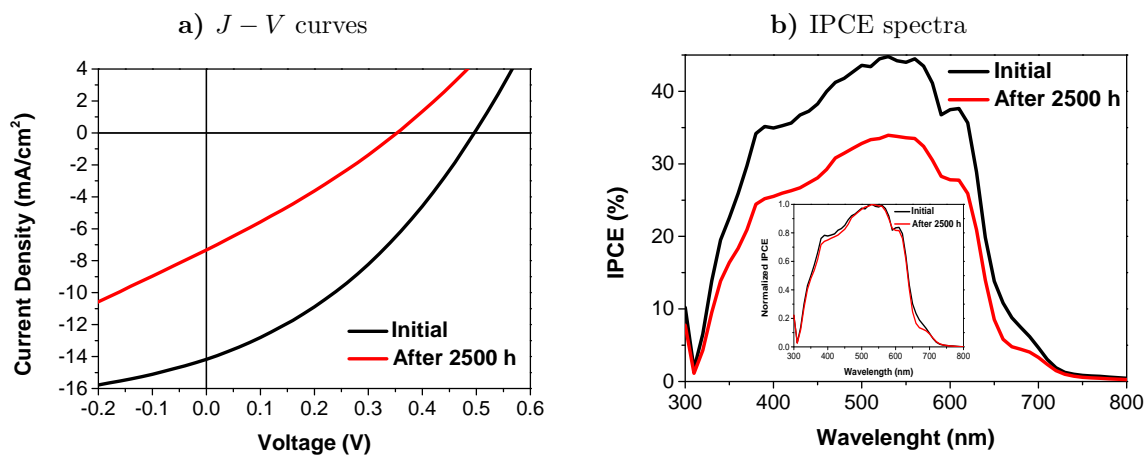 a) J − V curves
b) IPCE spectra
Current Density (mA/cm²)
4
2
0
-2
-4
-6
-8
-10
-12
-14
-16
Initial
After 2500 h
-0.2 -0.1 0.0 0.1 0.2 0.3 0.4 0.5 0.6
Voltage (V)
IPCE (%)
40
30
20
10
0
Initial
After 2500 h
Normalized IPCE
1.0
0.8
0.6
0.4
0.2
0.0
Initial
After 2500 h
300 400 500 600 700 800
Wavelength (nm)
300 400 500 600 700 800
Wavelenght (nm)